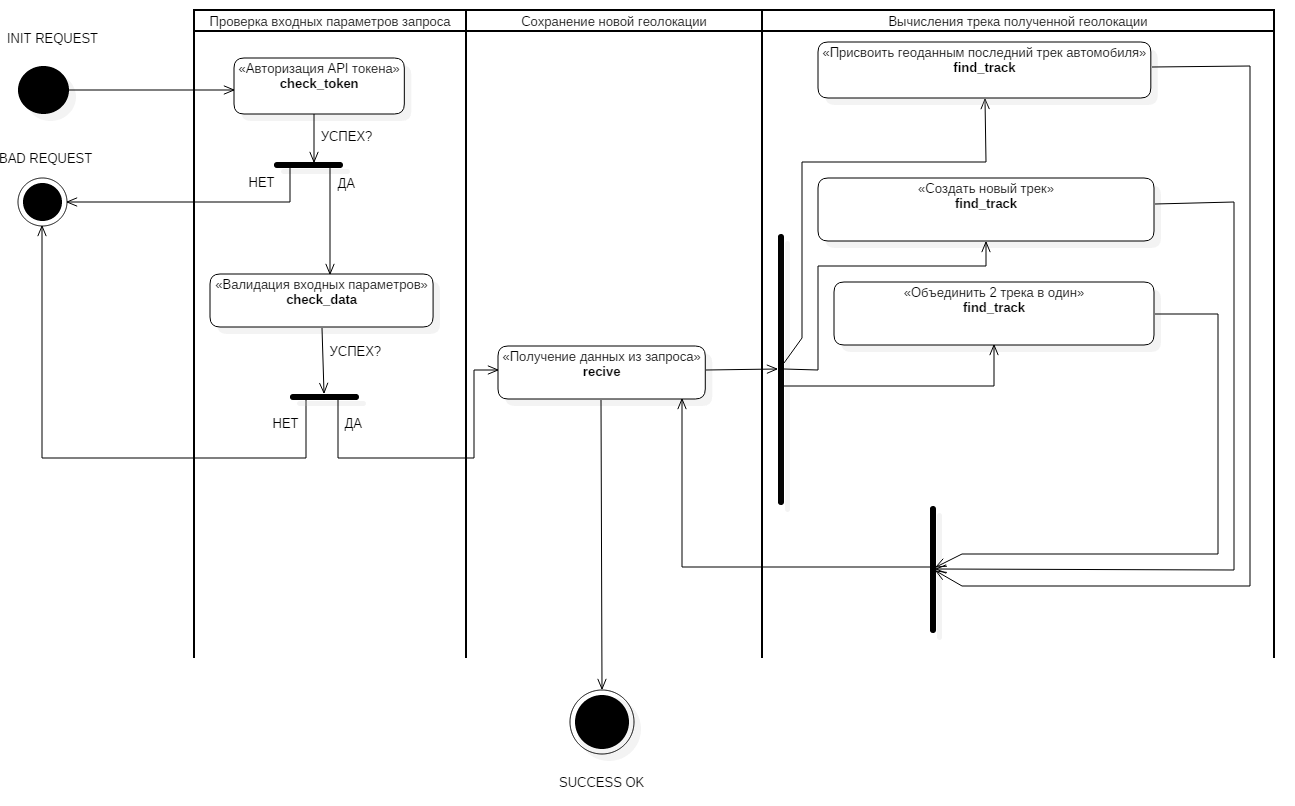 Проверка входных параметров запроса
Сохранение новой геолокации
Вычисления трека полученной геолокации
INIT REQUEST
«Авторизация API токена»
check_token
УСПЕХ?
BAD REQUEST
НЕТ
ДА
«Валидация входных параметров»
check_data
УСПЕХ?
НЕТ
ДА
«Получение данных из запроса»
recive
«Присвоить геоданным последний трек автомобиля»
find_track
«Создать новый трек»
find_track
«Объединить 2 трека в один»
find_track
SUCCESS OK